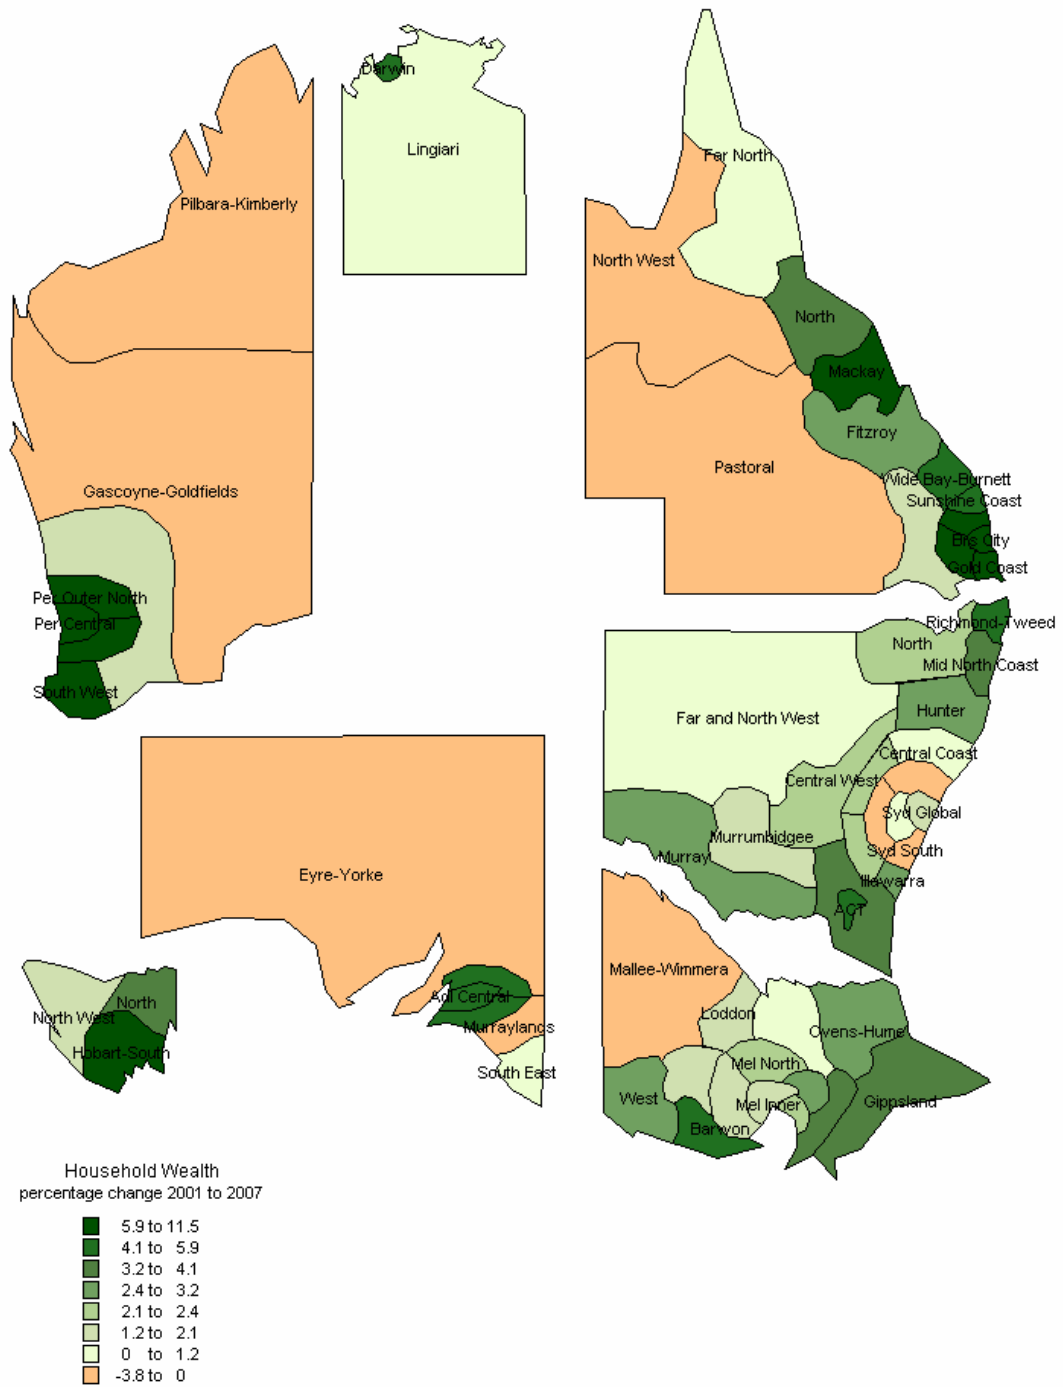 Darwin
Lingiari
Far North
Pilbara-Kimberly
North West
North
Mackay
Fitzroy
Pastoral
Wide Bay-Burnett
Sunshine Coast
Gascoyne-Goldfields
Brs City
Gold Coast
Per Outer North
Per Central
South West
Richmond-Tweed
North
Mid North Coast
Hunter
Far and North West
Central Coast
Central West
Syd Global
Murrumbidgee
Syd South
Murray
Illawarra
Eyre-Yorke
ACT
Mallee-Wimmera
Adl Central
North
Loddon
North West
Murraylands
Ovens-Hume
Hobart-South
Mel North
South East
West
Mel Inner
Gippsland
Barwon
Household Wealth
percentage change 2001 to 2007
5.9 to 11.5
4.1 to 5.9
3.2 to 4.1
2.4 to 3.2
2.1 to 2.4
1.2 to 2.1
0 to 1.2
-3.8 to 0